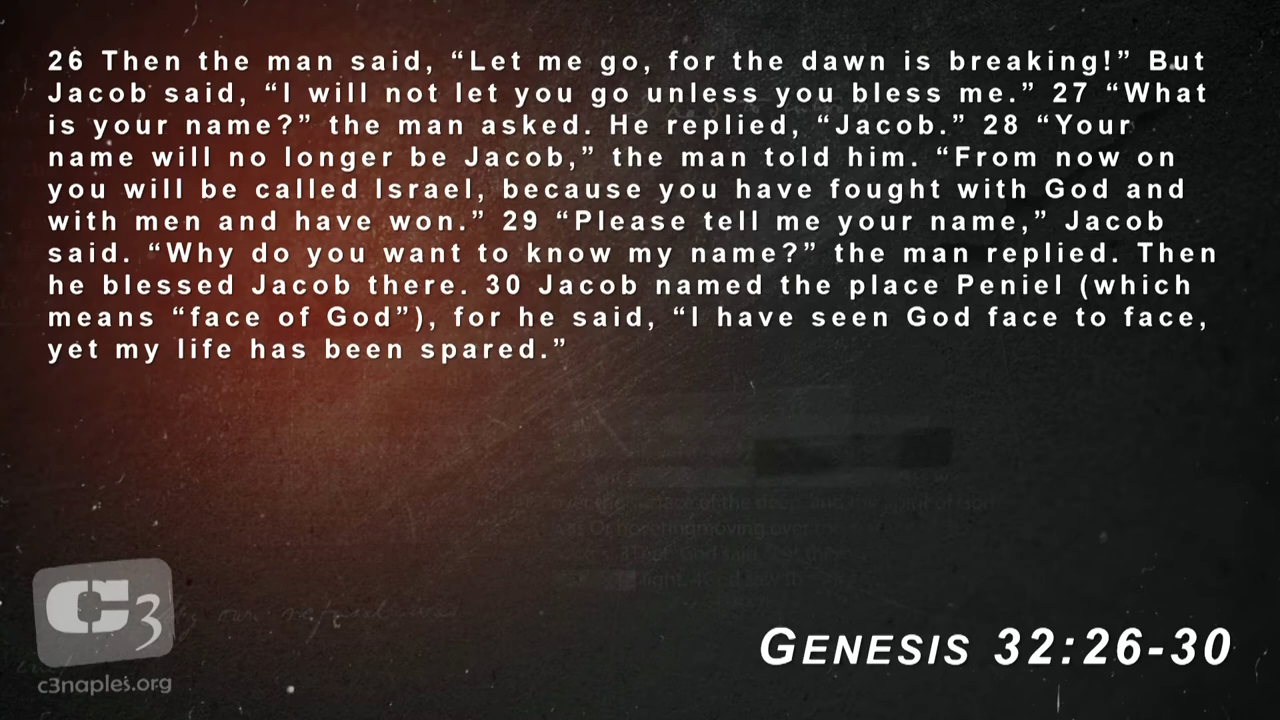 26 Then the man said, “Let me go, for the dawn is breaking!” But
Jacob said, “I will not let you go unless you bless me.” 27 “What
is your name?” the man asked. He replied, “Jacob.” 28 “Your
name will no longer be Jacob,” the man told him. “From now on
you will be called Israel, because you have fought with God and
with men and have won.” 29 “Please tell me your name,” Jacob
said. “Why do you want to know my name?” the man replied. Then
he blessed Jacob there. 30 Jacob named the place Peniel (which
means “face of God”), for he said, “I have seen God face to face,
yet my life has been spared.”
C3
c3naples.org
GENESIS 32:26-30